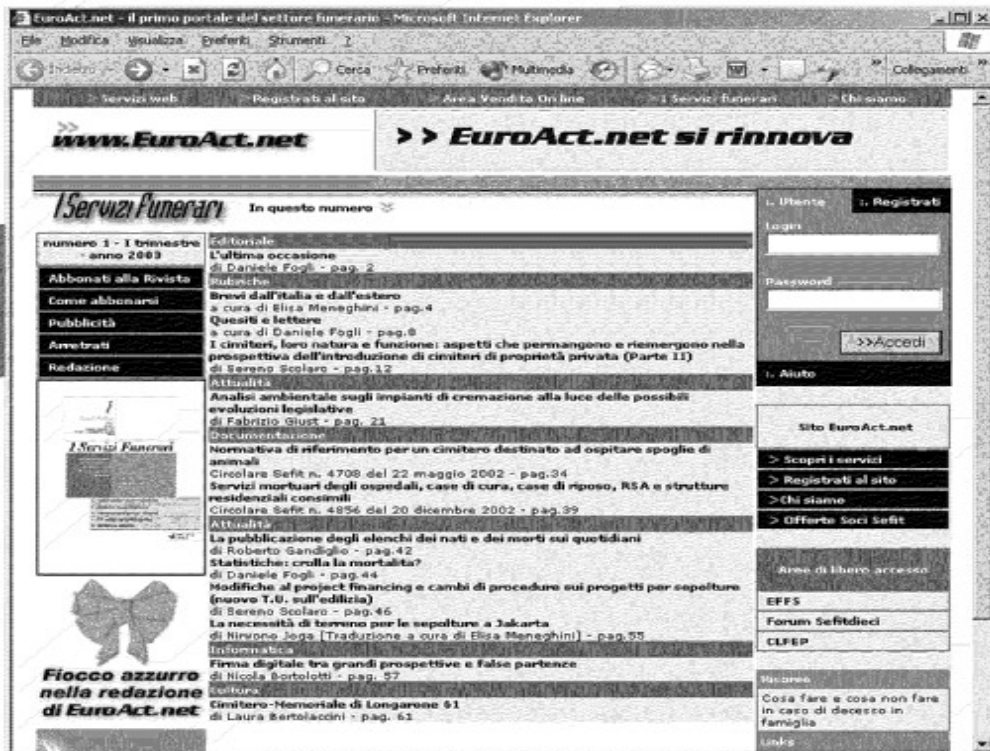 EuroAct.net - il primo portale del settore funerario - Microsoft Internet Explorer
File Modifica Visualizza Preferiti Strumenti ?
Indietro Cerca Preferiti Multimedia Collegamenti
> Servizi web > Registrati al sito > Area Vendita Online > I Servizi funerari > Chi siamo
>>
www.EuroAct.net
>> EuroAct.net si rinnova
I Servizi Funerari
In questo numero
numero 1 - I trimestre
- anno 2003
Abbonati alla Rivista
Come abbonarsi
Pubblicità
Arretrati
Redazione
I Servizi Funerari
Fiocco azzurro
nella redazione
di EuroAct.net
Editoriale
L'ultima occasione
di Daniele Fogli - pag. 2
Rubriche
Brevi dall'italia e dall'estero
a cura di Elisa Meneghini - pag.4
Quesiti e lettere
a cura di Daniele Fogli - pag.8
I cimiteri, loro natura e funzione: aspetti che permangono e riemergono nella
prospettiva dell'introduzione di cimiteri di proprietà privata (Parte II)
di Sereno Scolaro - pag.12
Attualità
Analisi ambientale sugli impianti di cremazione alla luce delle possibili
evoluzioni legislative
di Fabrizio Giust - pag. 21
Documentazione
Normativa di riferimento per un cimitero destinato ad ospitare spoglie di
animali
Circolare Sefit n. 4708 del 22 maggio 2002 - pag.34
Servizi mortuari degli ospedali, case di cura, case di riposo, RSA e strutture
residenziali consimili
Circolare Sefit n. 4856 del 20 dicembre 2002 - pag.39
Attualità
La pubblicazione degli elenchi dei nati e dei morti sui quotidiani
di Roberto Gandiglio - pag.42
Statistiche: crolla la mortalita?
di Daniele Fogli - pag.44
Modifiche al project financing e cambi di procedure sui progetti per sepolture
(nuovo T.U. sull'edilizia)
di Sereno Scolaro - pag.46
La necessità di terreno per le sepolture a Jakarta
di Nirwono Joga [Traduzione a cura di Elisa Meneghini] - pag.55
Informatica
Firma digitale tra grandi prospettive e false partenze
di Nicola Bortolotti - pag. 57
Cultura
Cimitero-Memoriale di Longarone 61
di Laura Bertolaccini - pag. 61
:. Utente
:. Registrati
Login
Password
>>Accedi
:. Aiuto
Sito EuroAct.net
> Scopri i servizi
> Registrati al sito
>Chi siamo
> Offerte Soci Sefit
Aree di libero accesso
EFFS
Forum Sefitdieci
CLFEP
Risorse
Cosa fare e cosa non fare
in caso di decesso in
famiglia
Links